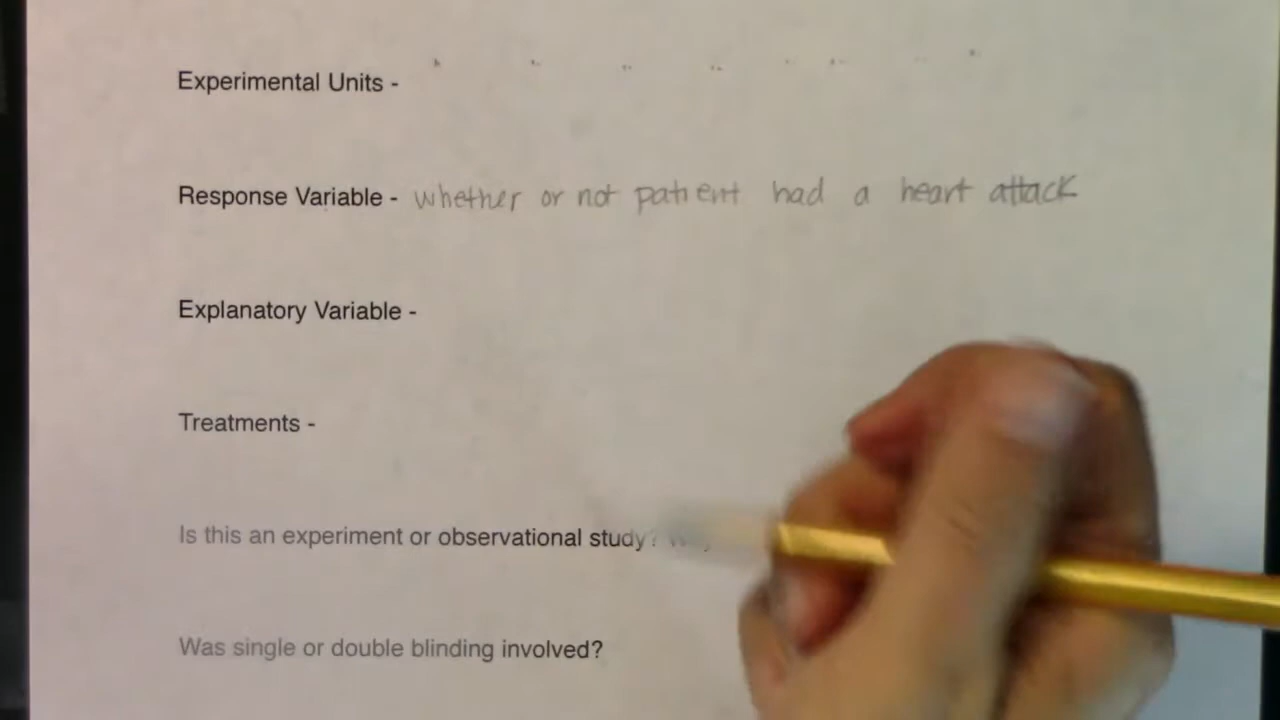 Experimental Units -
Response Variable - whether or not patient had a heart attack
Explanatory Variable -
Treatments -
Is this an experiment or observational study?
Was single or double blinding involved?